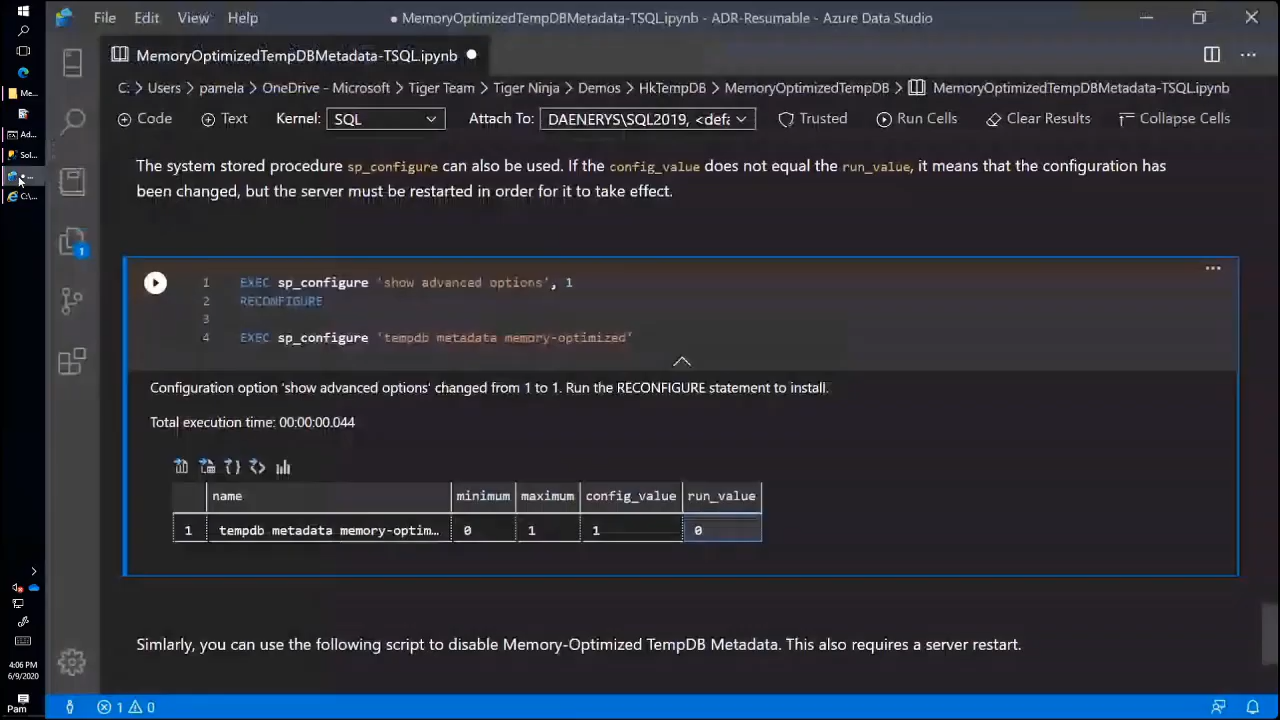 File Edit View Help
● MemoryOptimizedTempDBMetadata-TSQL.ipynb - ADR-Resumable - Azure Data Studio
MemoryOptimizedTempDBMetadata-TSQL.ipynb ●
C: > Users > pamela > OneDrive - Microsoft > Tiger Team > Tiger Ninja > Demos > HkTempDB > MemoryOptimizedTempDB > MemoryOptimizedTempDBMetadata-TSQL.ipynb
Code Text Kernel: SQL Attach To: DAENERYS\SQL2019, <defa Trusted Run Cells Clear Results Collapse Cells
The system stored procedure sp_configure can also be used. If the config_value does not equal the run_value, it means that the configuration has
been changed, but the server must be restarted in order for it to take effect.
1 EXEC sp_configure 'show advanced options', 1
2 RECONFIGURE
3
4 EXEC sp_configure 'tempdb metadata memory-optimized'
Configuration option 'show advanced options' changed from 1 to 1. Run the RECONFIGURE statement to install.
Total execution time: 00:00:00.044
name minimum maximum config_value run_value
1 tempdb metadata memory-optim... 0 1 1 0
Simlarly, you can use the following script to disable Memory-Optimized TempDB Metadata. This also requires a server restart.
1 0
Me...
Ad...
Sol...
● ...
C:\...
1
4:06 PM
6/9/2020
Pam